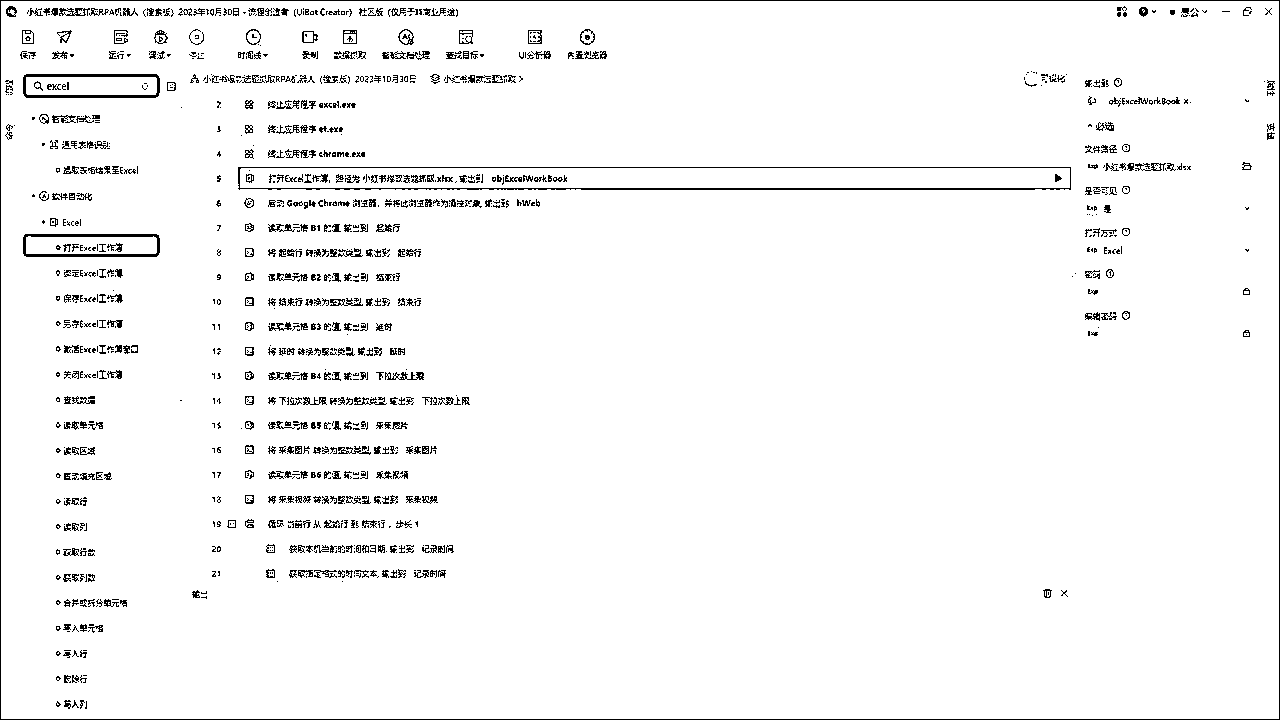 小红书爆款选题抓取RPA机器人（搜索版）2023年10月30日 - 流程创造者（UiBot Creator） 社区版（仅用于非商业用途）
愚公
保存
发布
运行
调试
停止
时间线
录制
数据抓取
智能文档处理
查找目标
UI分析器
内置浏览器
excel
小红书爆款选题抓取RPA机器人（搜索版）2023年10月30日
小红书爆款选题抓取
可视化
智能文档处理
通用表格识别
提取表格结果至Excel
软件自动化
Excel
打开Excel工作簿
绑定Excel工作簿
保存Excel工作簿
另存Excel工作簿
激活Excel工作簿窗口
关闭Excel工作簿
查找数据
读取单元格
读取区域
自动填充区域
读取行
读取列
获取行数
获取列数
合并或拆分单元格
写入单元格
写入行
删除行
写入列
2 终止应用程序 excel.exe
3 终止应用程序 et.exe
4 终止应用程序 chrome.exe
5 打开Excel工作簿，路径为 小红书爆款选题抓取.xlsx , 输出到 objExcelWorkBook
6 启动 Google Chrome 浏览器，并将此浏览器作为操控对象, 输出到 hWeb
7 读取单元格 B1 的值, 输出到 起始行
8 将 起始行 转换为整数类型, 输出到 起始行
9 读取单元格 B2 的值, 输出到 结束行
10 将 结束行 转换为整数类型, 输出到 结束行
11 读取单元格 B3 的值, 输出到 延时
12 将 延时 转换为整数类型, 输出到 延时
13 读取单元格 B4 的值, 输出到 下拉次数上限
14 将 下拉次数上限 转换为整数类型, 输出到 下拉次数上限
15 读取单元格 B5 的值, 输出到 采集图片
16 将 采集图片 转换为整数类型, 输出到 采集图片
17 读取单元格 B6 的值, 输出到 采集视频
18 将 采集视频 转换为整数类型, 输出到 采集视频
19 循环 当前行 从 起始行 到 结束行 ，步长 1
20 获取本机当前的时间和日期, 输出到 记录时间
21 获取指定格式的时间文本, 输出到 记录时间
输出
输出到
objExcelWorkBook
必选
文件路径
Exp 小红书爆款选题抓取.xlsx
是否可见
Exp 是
打开方式
Exp Excel
密码
Exp
编辑密码
Exp